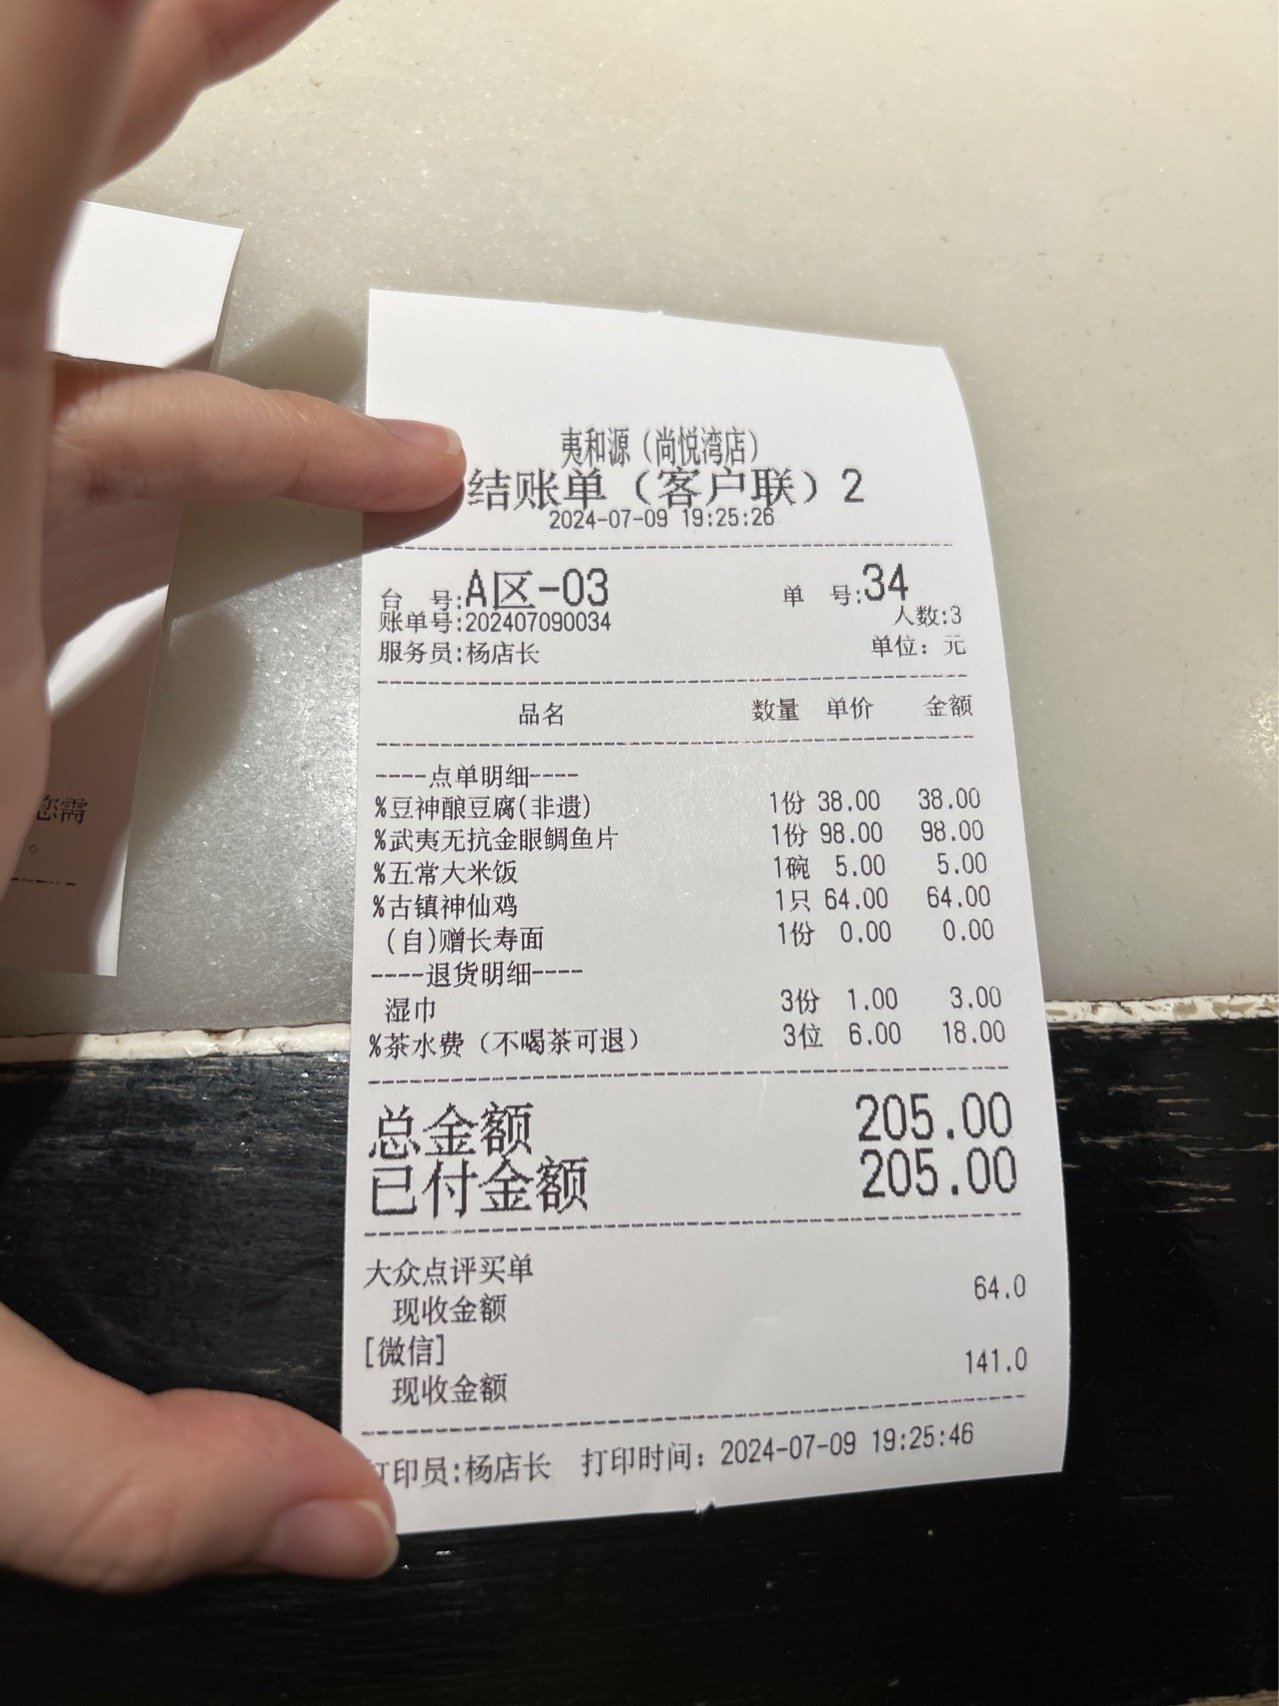 夷和源（尚悦湾店）
结账单（客户联）2
2024-07-09 19:25:26
台 号:A区-03 单 号:34
账单号:202407090034 人数:3
服务员:杨店长 单位：元
品名 数量 单价 金额
----点单明细----
%豆神酿豆腐(非遗) 1份 38.00 38.00
%武夷无抗金眼鲷鱼片 1份 98.00 98.00
%五常大米饭 1碗 5.00 5.00
%古镇神仙鸡 1只 64.00 64.00
(自)赠长寿面 1份 0.00 0.00
----退货明细----
湿巾 3份 1.00 3.00
%茶水费（不喝茶可退） 3位 6.00 18.00
总金额 205.00
已付金额 205.00
大众点评买单
现收金额 64.0
[微信]
现收金额 141.0
打印员:杨店长 打印时间：2024-07-09 19:25:46
您需
。